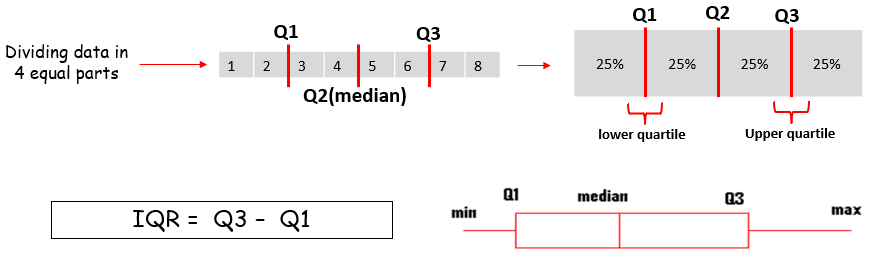 Dividing data in
4 equal parts
Q1
Q3
1 2 3 4 5 6 7 8
Q2(median)
Q1
Q2
Q3
25% 25% 25% 25%
lower quartile
Upper quartile
IQR = Q3 - Q1
min
Q1
median
Q3
max